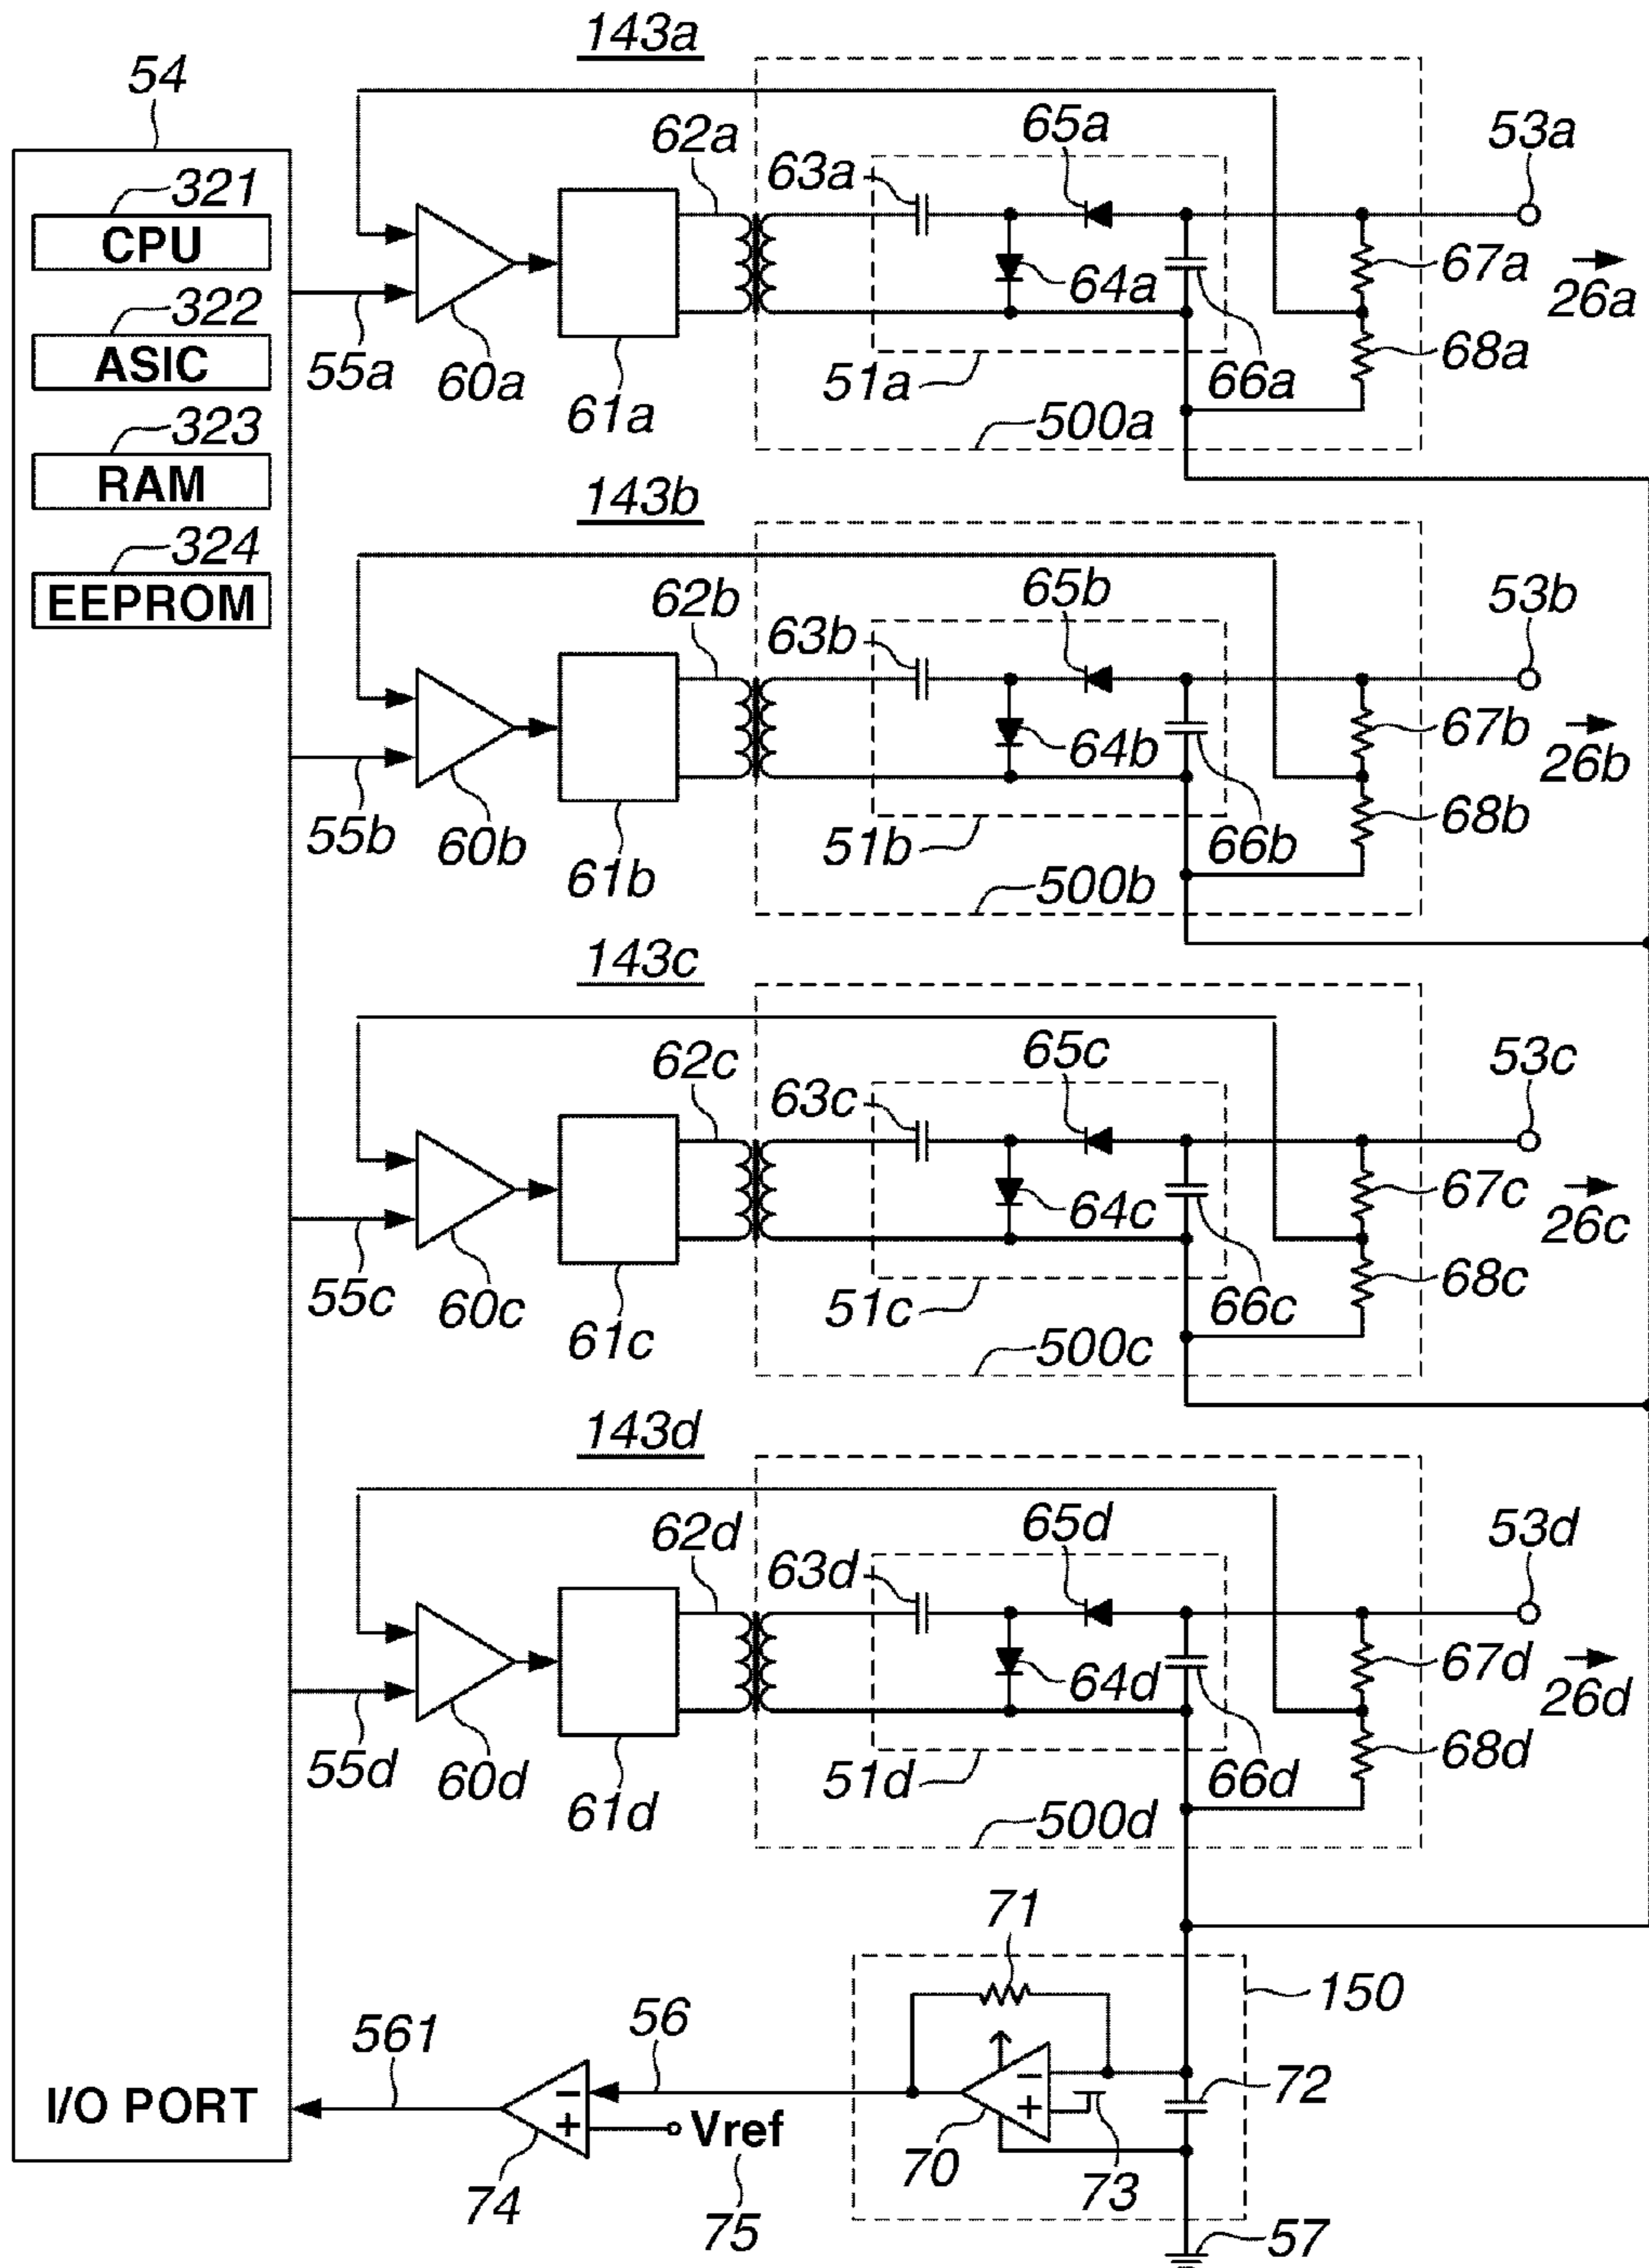 143a
54
62a
65a
53a
321
63a
CPU
67a
26a
322
64a
ASIC
55a
60a
51a
66a
68a
61a
500a
323
RAM
143b
324
65b
53b
EEPROM
62b
63b
67b
26b
64b
55b
60b
51b
66b
68b
61b
500b
143c
65c
53c
62c
63c
67c
26c
64c
55c
60c
51c
66c
68c
61c
500c
143d
65d
53d
62d
63d
67d
26d
64d
55d
60d
51d
66d
68d
61d
500d
71
150
561
56
I/O PORT
−
+
Vref
−
+
72
74
75
70
73
57